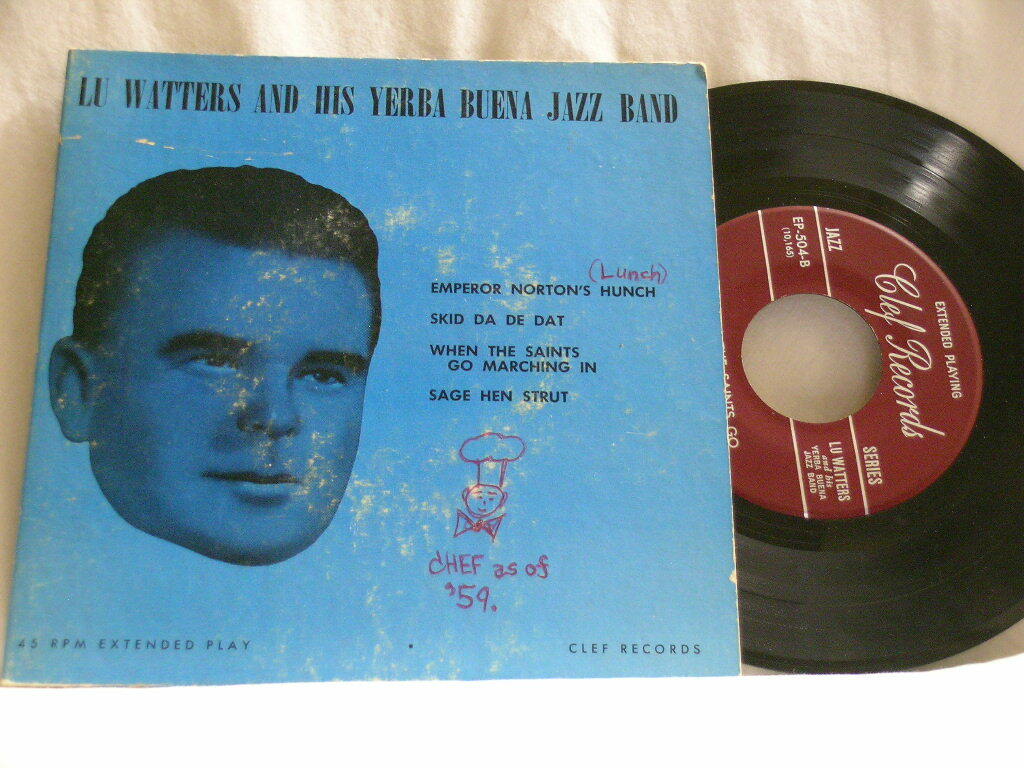 LU WATTERS AND HIS YERBA BUENA JAZZ BAND
(Lunch)
EMPEROR NORTON'S HUNCH
SKID DA DE DAT
WHEN THE SAINTS
GO MARCHING IN
SAGE HEN STRUT
CHEF as of
'59.
45 RPM EXTENDED PLAY • CLEF RECORDS
EXTENDED PLAYING
Clef Records
JAZZ
SERIES
EP-504-B
(10,165)
LU WATTERS
and his
YERBA BUENA
JAZZ BAND
SAINTS GO